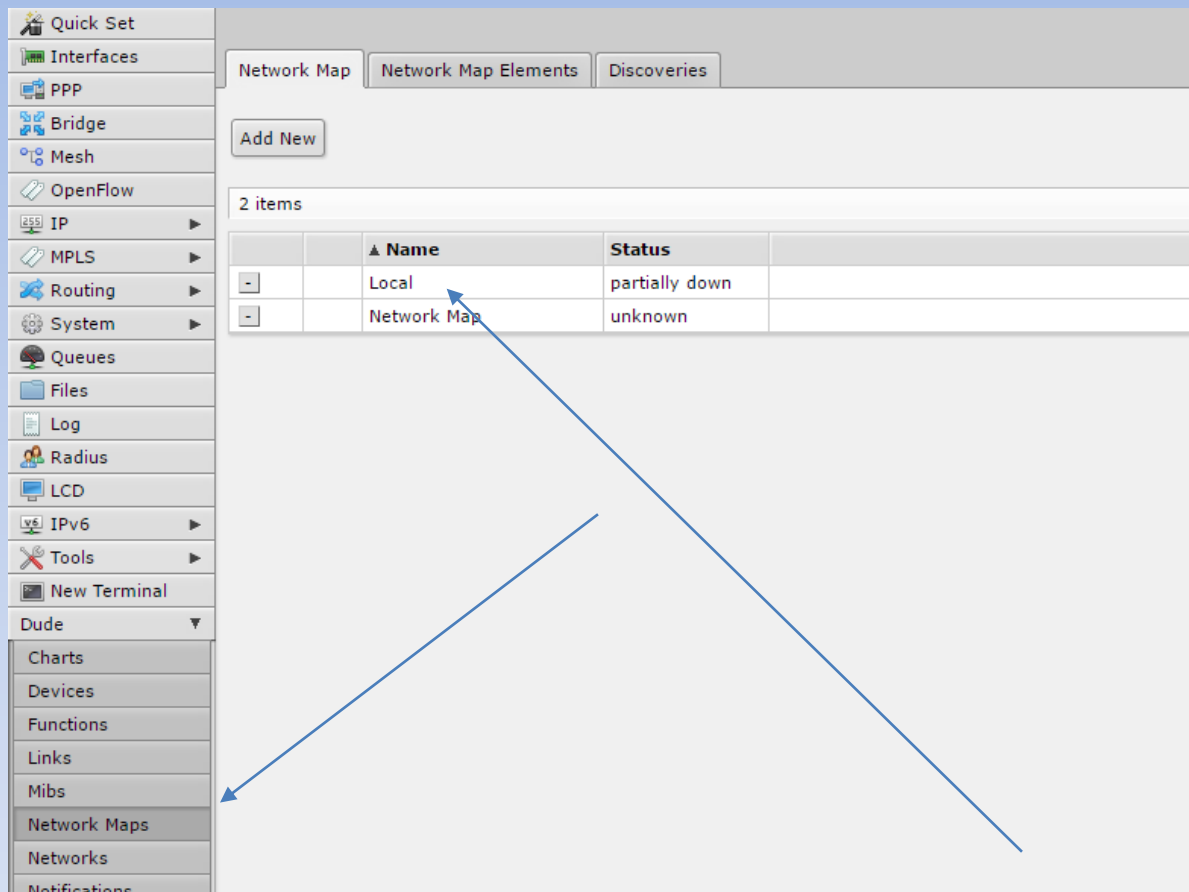 Quick Set
Interfaces
PPP
Bridge
Mesh
OpenFlow
IP
MPLS
Routing
System
Queues
Files
Log
Radius
LCD
IPv6
Tools
New Terminal
Dude
Charts
Devices
Functions
Links
Mibs
Network Maps
Networks
Notifications
Network Map Network Map Elements Discoveries
Add New
2 items
▲ Name Status
- Local partially down
- Network Map unknown